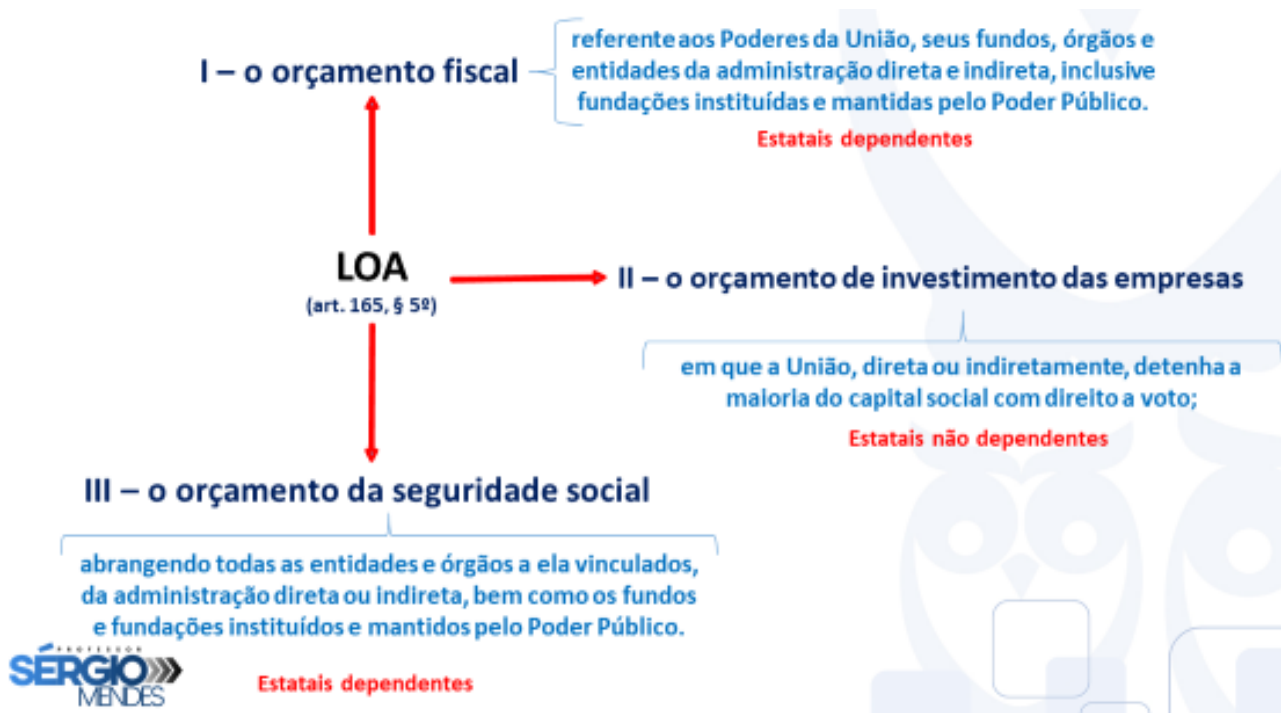 I – o orçamento fiscal
referente aos Poderes da União, seus fundos, órgãos e
entidades da administração direta e indireta, inclusive
fundações instituídas e mantidas pelo Poder Público.
Estatais dependentes
LOA
(art. 165, § 5º)
II – o orçamento de investimento das empresas
em que a União, direta ou indiretamente, detenha a
maioria do capital social com direito a voto;
Estatais não dependentes
III – o orçamento da seguridade social
abrangendo todas as entidades e órgãos a ela vinculados,
da administração direta ou indireta, bem como os fundos
e fundações instituídos e mantidos pelo Poder Público.
Estatais dependentes
PROFESSOR
SÉRGIO
MENDES